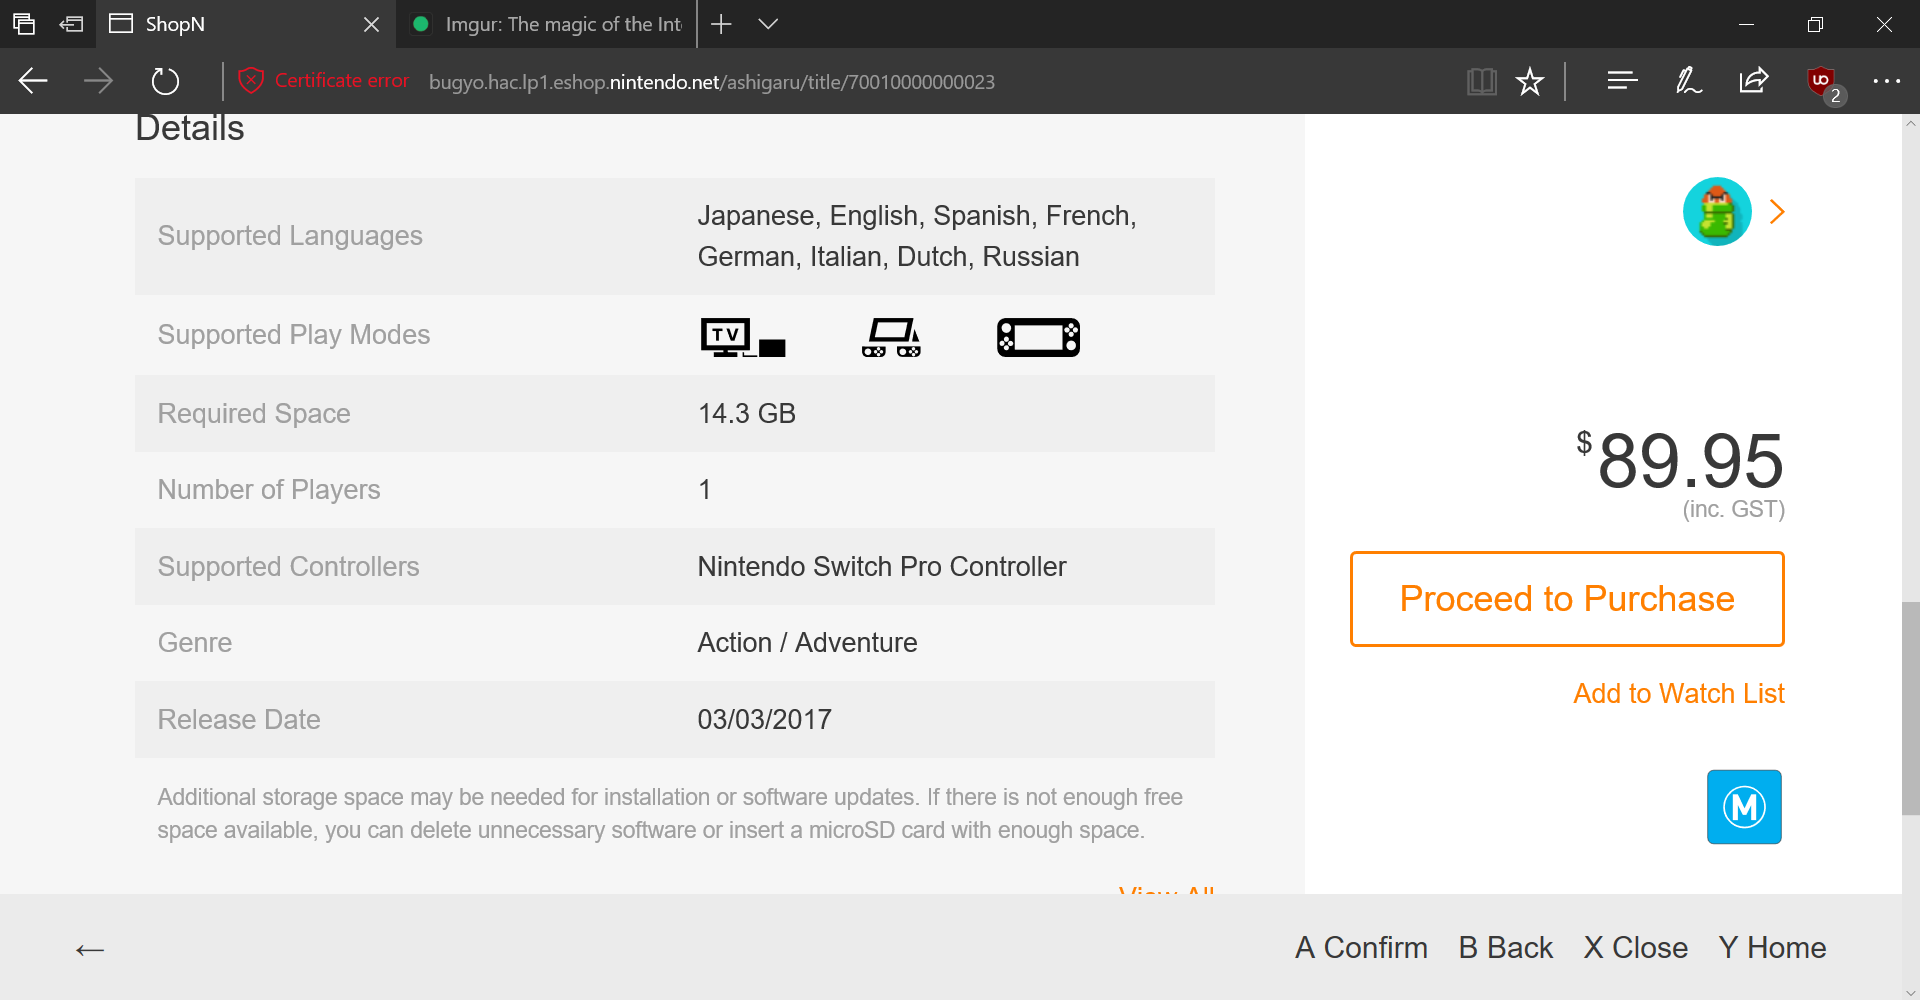 ShopN
Imgur: The magic of the Int
Certificate error
bugyo.hac.lp1.eshop.nintendo.net/ashigaru/title/70010000000023
uo
2
Details
Supported Languages
Japanese, English, Spanish, French,
German, Italian, Dutch, Russian
Supported Play Modes
TV
Required Space
14.3 GB
Number of Players
1
Supported Controllers
Nintendo Switch Pro Controller
Genre
Action / Adventure
Release Date
03/03/2017
Additional storage space may be needed for installation or software updates. If there is not enough free
space available, you can delete unnecessary software or insert a microSD card with enough space.
View All
$89.95
(inc. GST)
Proceed to Purchase
Add to Watch List
M
A Confirm B Back X Close Y Home